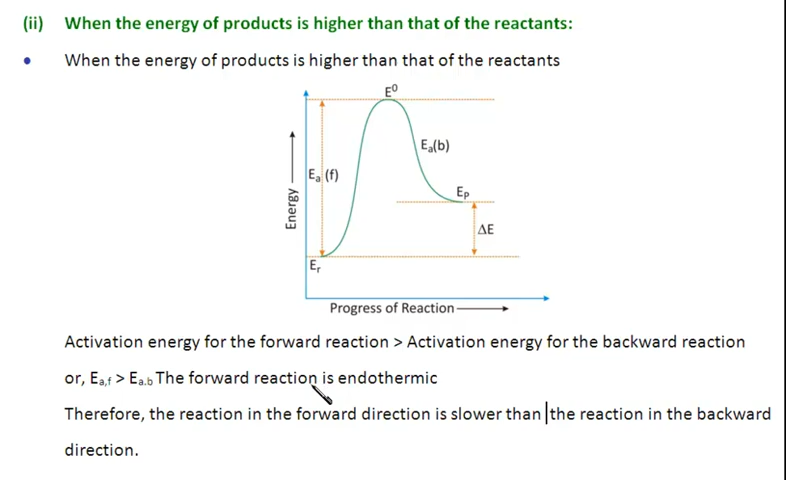 (ii) When the energy of products is higher than that of the reactants:
• When the energy of products is higher than that of the reactants
E⁰
Eₐ(b)
Eₐ (f)
Eₚ
Energy
ΔE
Eᵣ
Progress of Reaction
Activation energy for the forward reaction > Activation energy for the backward reaction
or, Ea,f > Ea.b The forward reaction is endothermic
Therefore, the reaction in the forward direction is slower than the reaction in the backward
direction.